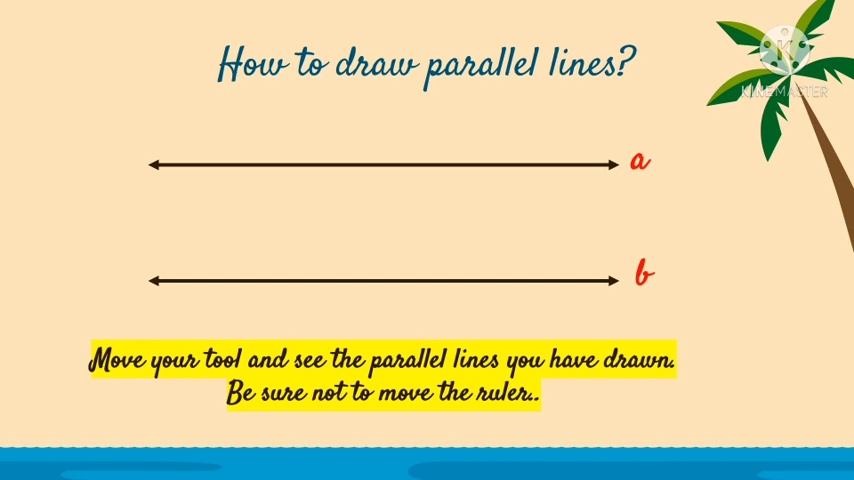 How to draw parallel lines?
K
KINEMASTER
a
b
Move your tool and see the parallel lines you have drawn.
Be sure not to move the ruler..